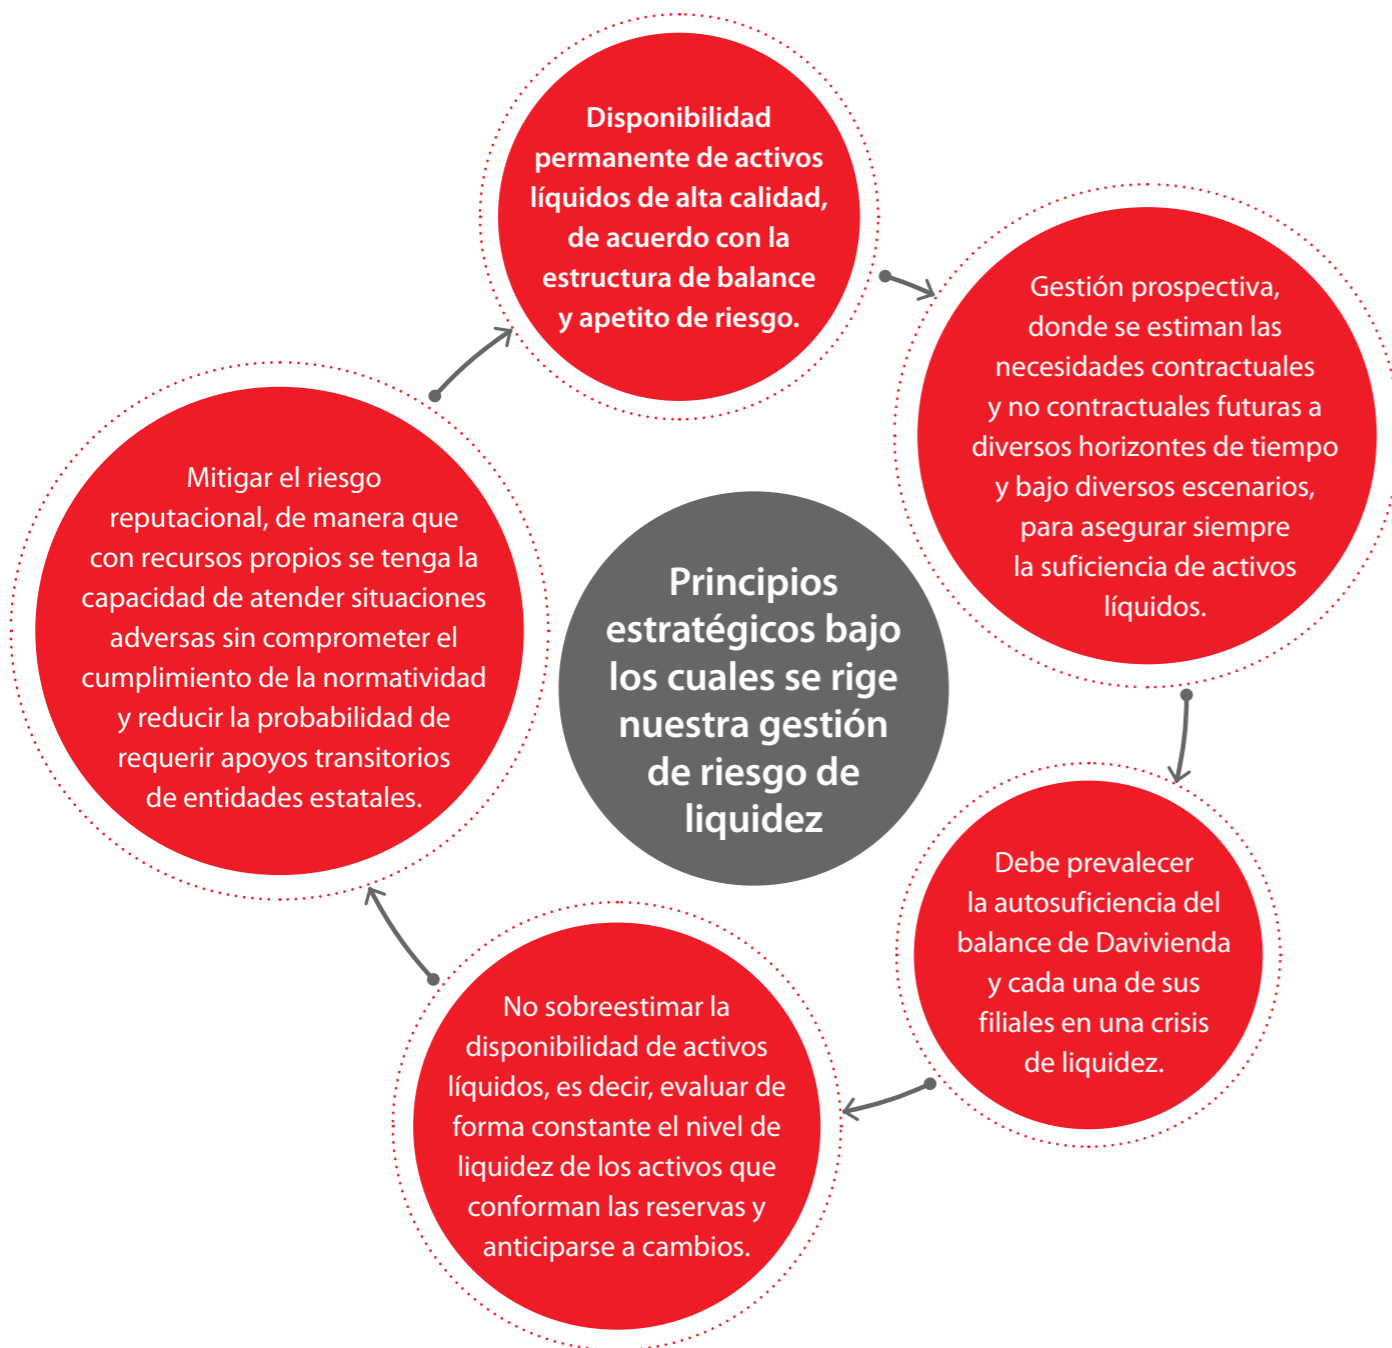 Disponibilidad
permanente de activos
líquidos de alta calidad,
de acuerdo con la
estructura de balance
y apetito de riesgo.
Gestión prospectiva,
donde se estiman las
necesidades contractuales
y no contractuales futuras a
diversos horizontes de tiempo
y bajo diversos escenarios,
para asegurar siempre
la suficiencia de activos
líquidos.
Debe prevalecer
la autosuficiencia del
balance de Davivienda
y cada una de sus
filiales en una crisis
de liquidez.
No sobreestimar la
disponibilidad de activos
líquidos, es decir, evaluar de
forma constante el nivel de
liquidez de los activos que
conforman las reservas y
anticiparse a cambios.
Mitigar el riesgo
reputacional, de manera que
con recursos propios se tenga la
capacidad de atender situaciones
adversas sin comprometer el
cumplimiento de la normatividad
y reducir la probabilidad de
requerir apoyos transitorios
de entidades estatales.
Principios
estratégicos bajo
los cuales se rige
nuestra gestión
de riesgo de
liquidez